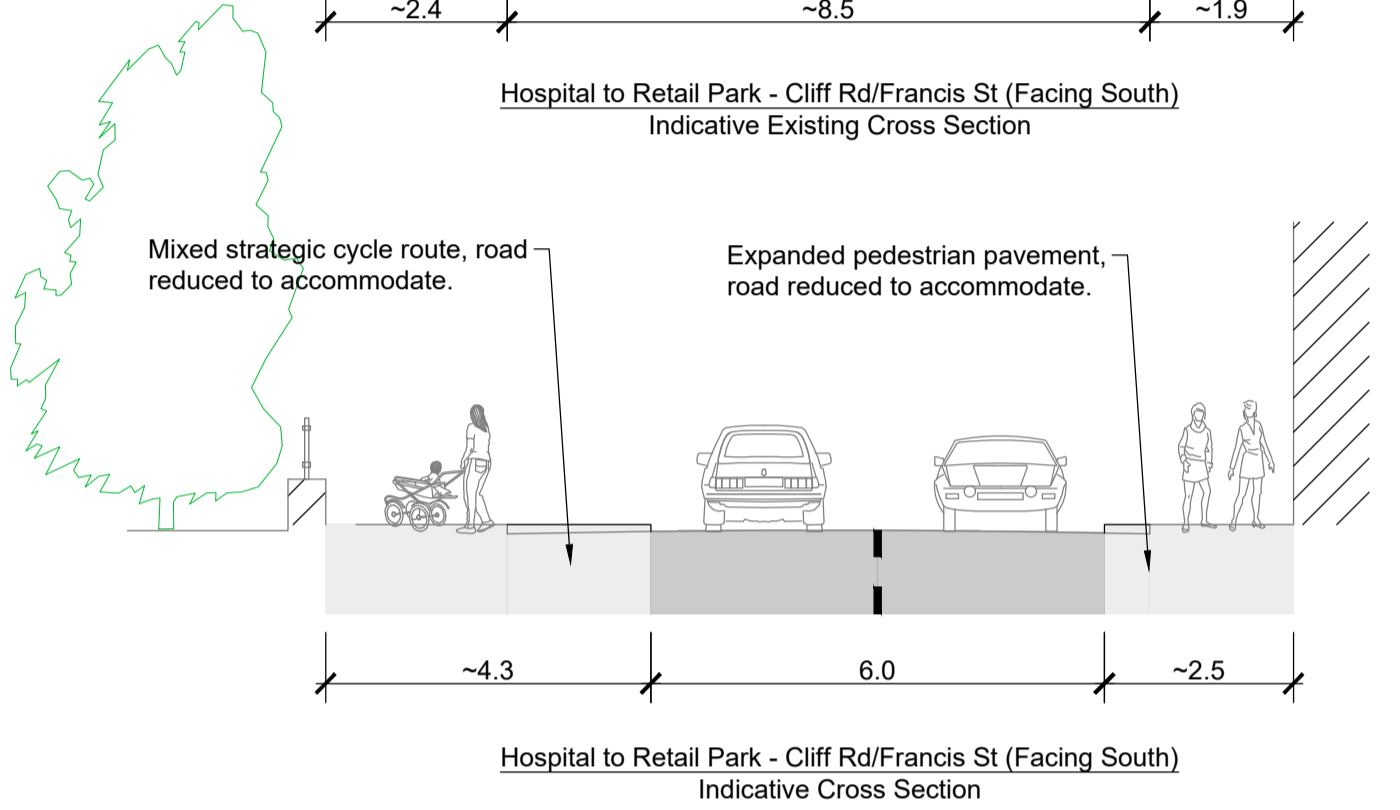 ~2.4
~8.5
~1.9
Hospital to Retail Park - Cliff Rd/Francis St (Facing South)
Indicative Existing Cross Section
Mixed strategic cycle route, road
reduced to accommodate.
Expanded pedestrian pavement,
road reduced to accommodate.
~4.3
6.0
~2.5
Hospital to Retail Park - Cliff Rd/Francis St (Facing South)
Indicative Cross Section